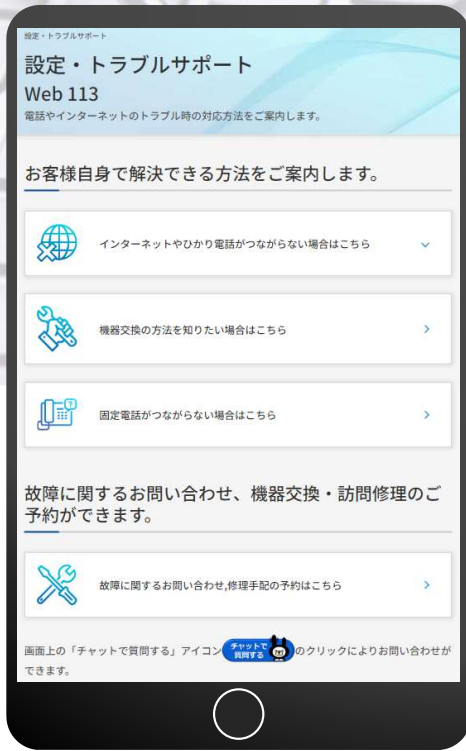 設定・トラブルサポート
設定・トラブルサポート
Web 113
電話やインターネットのトラブル時の対応方法をご案内します。
お客様自身で解決できる方法をご案内します。
インターネットやひかり電話がつながらない場合はこちら
機器交換の方法を知りたい場合はこちら
固定電話がつながらない場合はこちら
故障に関するお問い合わせ、機器交換・訪問修理のご
予約ができます。
故障に関するお問い合わせ,修理手配の予約はこちら
画面上の「チャットで質問する」アイコン チャットで 質問する のクリックによりお問い合わせが
できます。